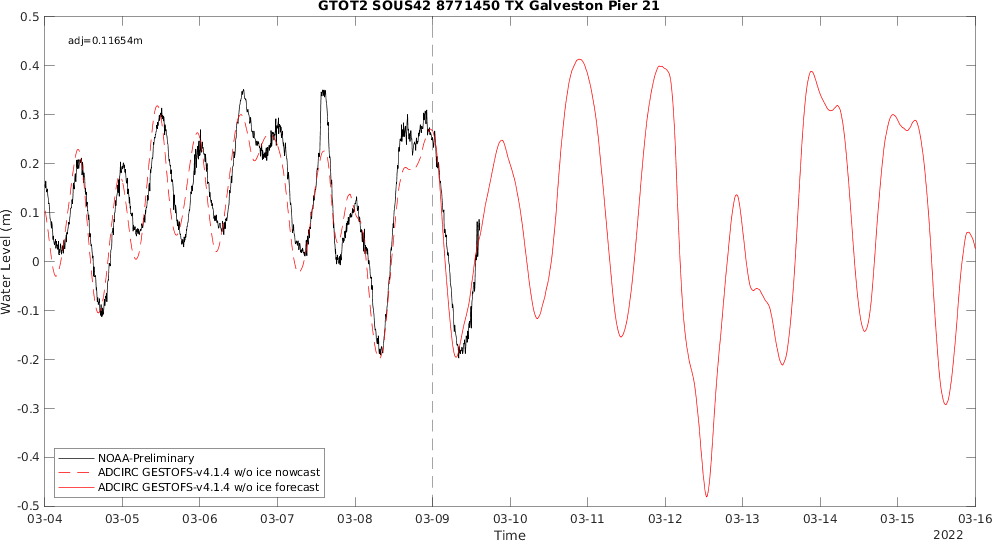 GTOT2 SOUS42 8771450 TX Galveston Pier 21
adj=0.11654m
0.5
0.4
0.3
0.2
0.1
0
-0.1
-0.2
-0.3
-0.4
-0.5
Water Level (m)
NOAA-Preliminary
ADCIRC GESTOFS-v4.1.4 w/o ice nowcast
ADCIRC GESTOFS-v4.1.4 w/o ice forecast
03-04 03-05 03-06 03-07 03-08 03-09 03-10 03-11 03-12 03-13 03-14 03-15 03-16
Time
2022